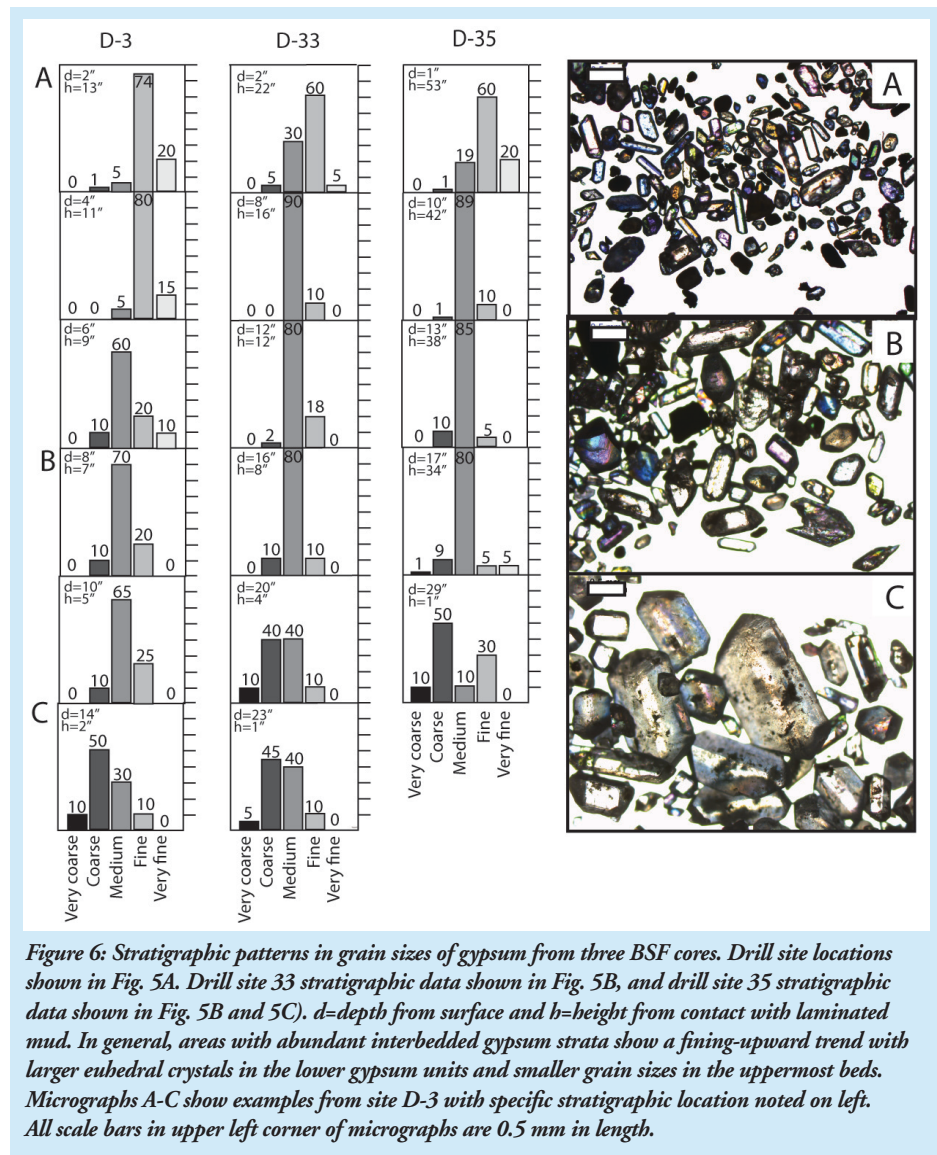 D-3
D-33
D-35
A
d=2"
h=13"
0 1 5 74 20
d=2"
h=22"
0 5 30 60 5
d=1"
h=53"
0 1 19 60 20
d=4"
h=11"
0 0 5 80 15
d=8"
h=16"
0 0 90 10 0
d=10"
h=42"
0 1 89 10 0
d=6"
h=9"
0 10 60 20 10
d=12"
h=12"
0 2 80 18 0
d=13"
h=38"
0 10 85 5 0
B
d=8"
h=7"
0 10 70 20 0
d=16"
h=8"
0 10 80 10 0
d=17"
h=34"
1 9 80 5 5
d=10"
h=5"
0 10 65 25 0
d=20"
h=4"
10 40 40 10 0
d=29"
h=1"
10 50 10 30 0
C
d=14"
h=2"
10 50 30 10 0
d=23"
h=1"
5 45 40 10 0
Very coarse
Coarse
Medium
Fine
Very fine
Very coarse
Coarse
Medium
Fine
Very fine
Very coarse
Coarse
Medium
Fine
Very fine
A
B
C
Figure 6: Stratigraphic patterns in grain sizes of gypsum from three BSF cores. Drill site locations
shown in Fig. 5A. Drill site 33 stratigraphic data shown in Fig. 5B, and drill site 35 stratigraphic
data shown in Fig. 5B and 5C). d=depth from surface and h=height from contact with laminated
mud. In general, areas with abundant interbedded gypsum strata show a fining-upward trend with
larger euhedral crystals in the lower gypsum units and smaller grain sizes in the uppermost beds.
Micrographs A-C show examples from site D-3 with specific stratigraphic location noted on left.
All scale bars in upper left corner of micrographs are 0.5 mm in length.